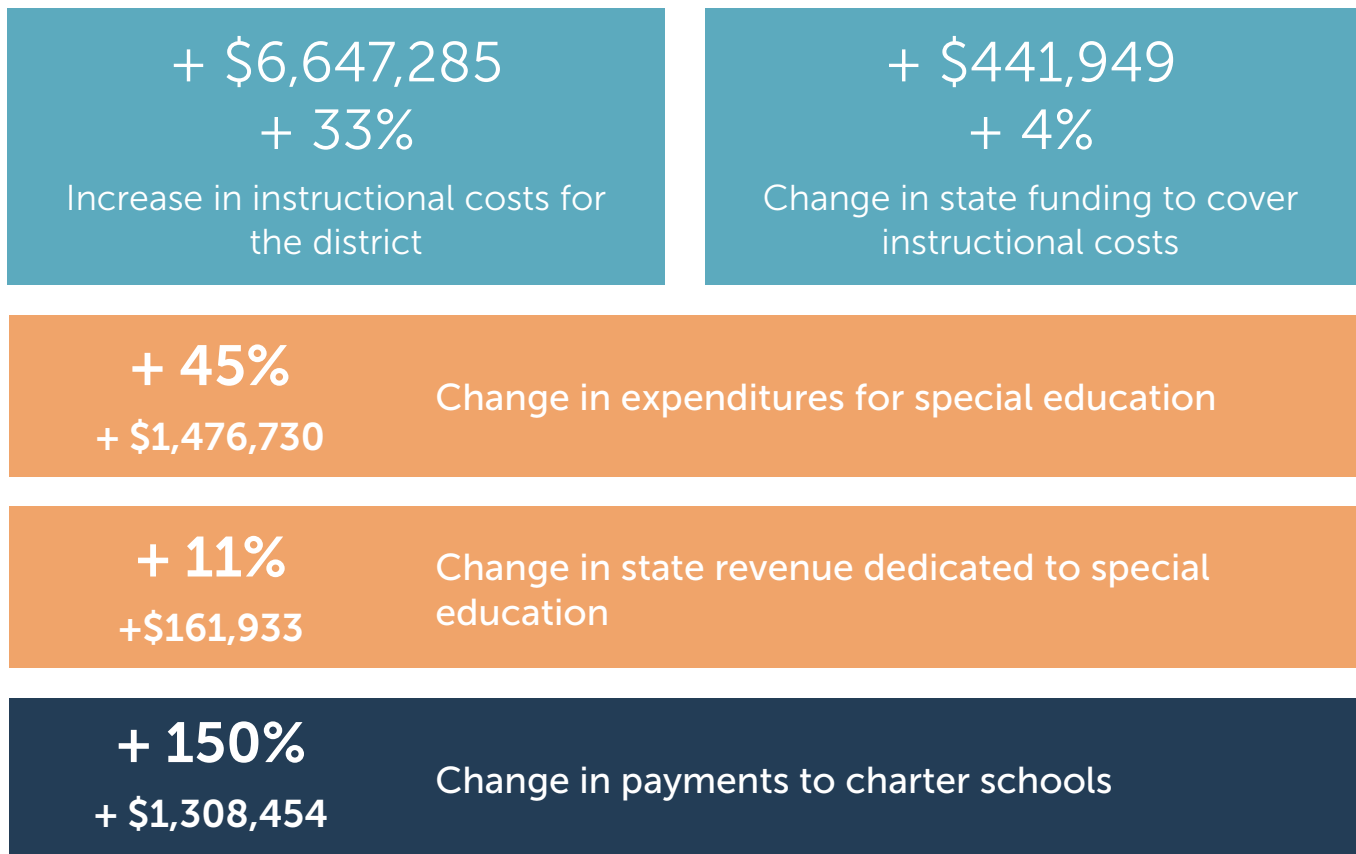 + $6,647,285
+ 33%
Increase in instructional costs for
the district
+ $441,949
+ 4%
Change in state funding to cover
instructional costs
+ 45%
+ $1,476,730
Change in expenditures for special education
+ 11%
+$161,933
Change in state revenue dedicated to special
education
+ 150%
+ $1,308,454
Change in payments to charter schools